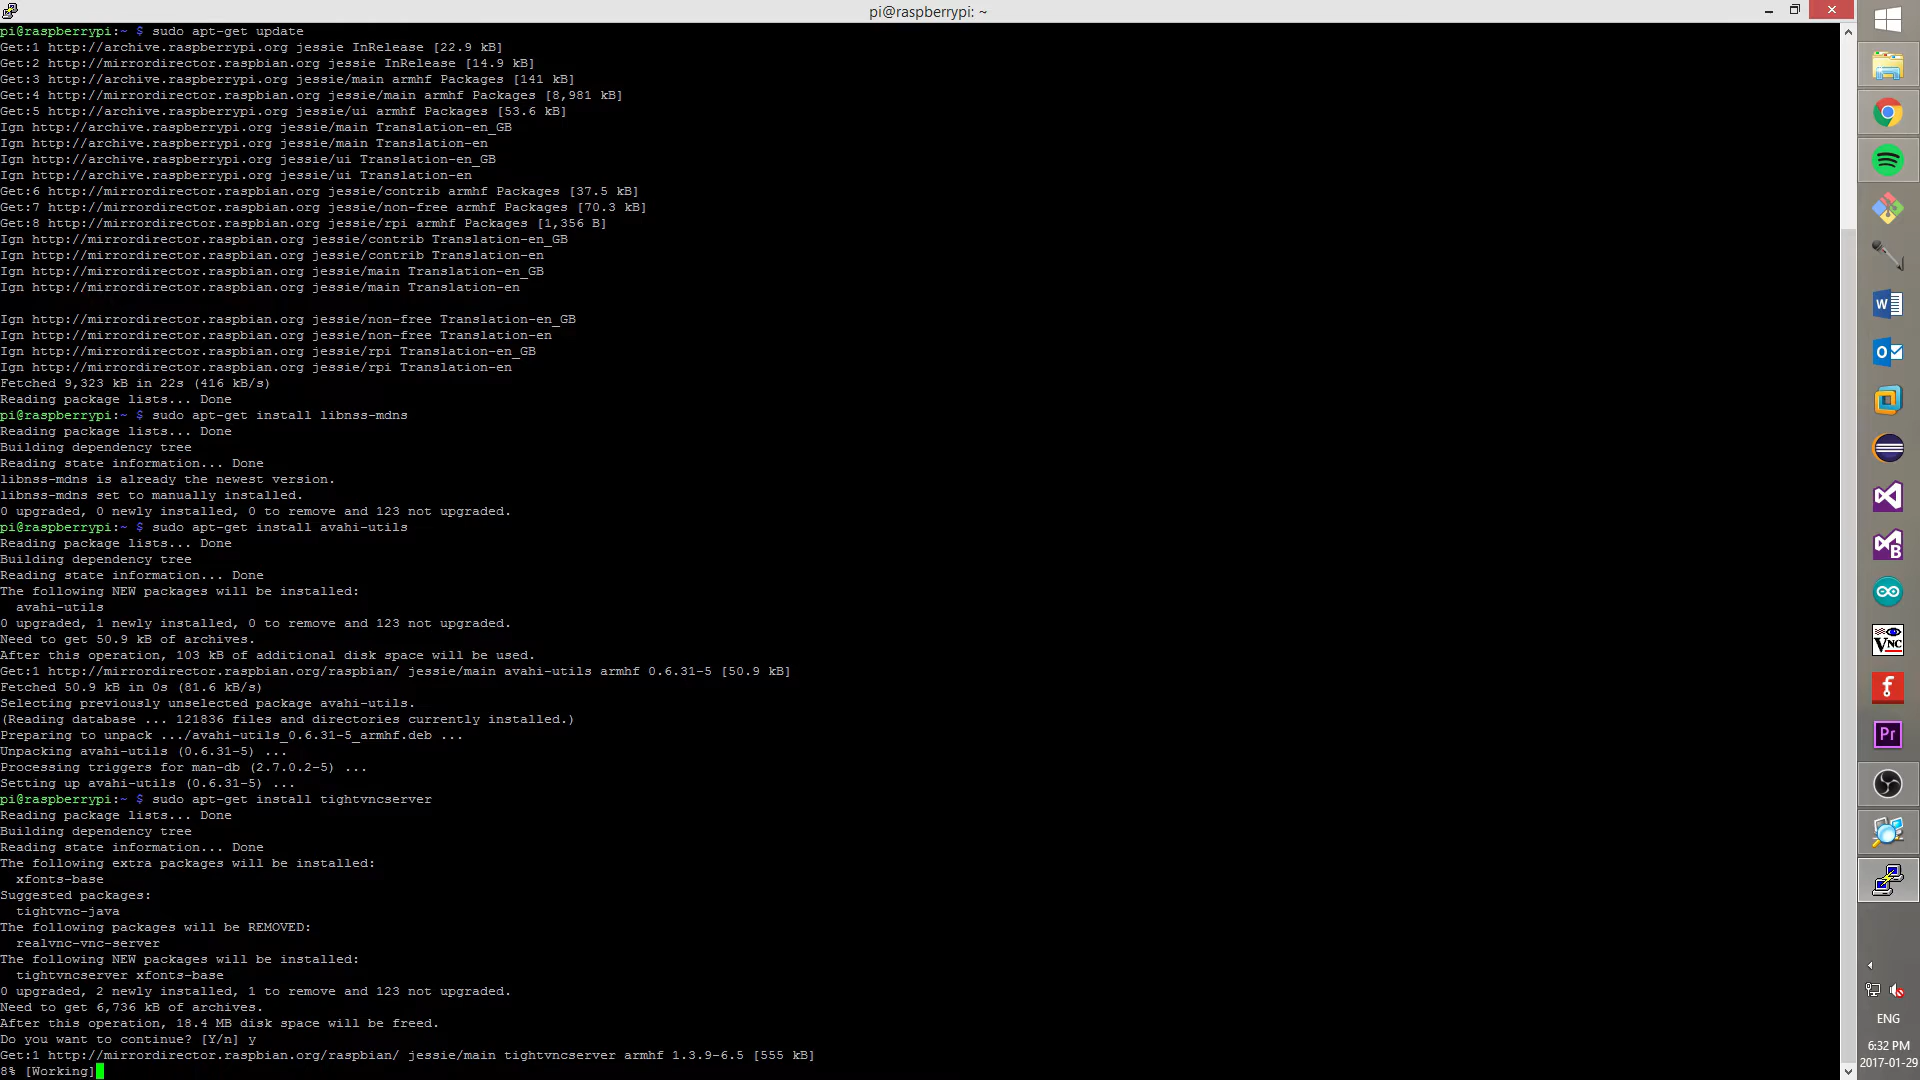 pi@raspberrypi: ~
pi@raspberrypi:~ $ sudo apt-get update
Get:1 http://archive.raspberrypi.org jessie InRelease [22.9 kB]
Get:2 http://mirrordirector.raspbian.org jessie InRelease [14.9 kB]
Get:3 http://archive.raspberrypi.org jessie/main armhf Packages [141 kB]
Get:4 http://mirrordirector.raspbian.org jessie/main armhf Packages [8,981 kB]
Get:5 http://archive.raspberrypi.org jessie/ui armhf Packages [53.6 kB]
Ign http://archive.raspberrypi.org jessie/main Translation-en_GB
Ign http://archive.raspberrypi.org jessie/main Translation-en
Ign http://archive.raspberrypi.org jessie/ui Translation-en_GB
Ign http://archive.raspberrypi.org jessie/ui Translation-en
Get:6 http://mirrordirector.raspbian.org jessie/contrib armhf Packages [37.5 kB]
Get:7 http://mirrordirector.raspbian.org jessie/non-free armhf Packages [70.3 kB]
Get:8 http://mirrordirector.raspbian.org jessie/rpi armhf Packages [1,356 B]
Ign http://mirrordirector.raspbian.org jessie/contrib Translation-en_GB
Ign http://mirrordirector.raspbian.org jessie/contrib Translation-en
Ign http://mirrordirector.raspbian.org jessie/main Translation-en_GB
Ign http://mirrordirector.raspbian.org jessie/main Translation-en
Ign http://mirrordirector.raspbian.org jessie/non-free Translation-en_GB
Ign http://mirrordirector.raspbian.org jessie/non-free Translation-en
Ign http://mirrordirector.raspbian.org jessie/rpi Translation-en_GB
Ign http://mirrordirector.raspbian.org jessie/rpi Translation-en
Fetched 9,323 kB in 22s (416 kB/s)
Reading package lists... Done
pi@raspberrypi:~ $ sudo apt-get install libnss-mdns
Reading package lists... Done
Building dependency tree
Reading state information... Done
libnss-mdns is already the newest version.
libnss-mdns set to manually installed.
0 upgraded, 0 newly installed, 0 to remove and 123 not upgraded.
pi@raspberrypi:~ $ sudo apt-get install avahi-utils
Reading package lists... Done
Building dependency tree
Reading state information... Done
The following NEW packages will be installed:
avahi-utils
0 upgraded, 1 newly installed, 0 to remove and 123 not upgraded.
Need to get 50.9 kB of archives.
After this operation, 103 kB of additional disk space will be used.
Get:1 http://mirrordirector.raspbian.org/raspbian/ jessie/main avahi-utils armhf 0.6.31-5 [50.9 kB]
Fetched 50.9 kB in 0s (81.6 kB/s)
Selecting previously unselected package avahi-utils.
(Reading database ... 121836 files and directories currently installed.)
Preparing to unpack .../avahi-utils_0.6.31-5_armhf.deb ...
Unpacking avahi-utils (0.6.31-5) ...
Processing triggers for man-db (2.7.0.2-5) ...
Setting up avahi-utils (0.6.31-5) ...
pi@raspberrypi:~ $ sudo apt-get install tightvncserver
Reading package lists... Done
Building dependency tree
Reading state information... Done
The following extra packages will be installed:
xfonts-base
Suggested packages:
tightvnc-java
The following packages will be REMOVED:
realvnc-vnc-server
The following NEW packages will be installed:
tightvncserver xfonts-base
0 upgraded, 2 newly installed, 1 to remove and 123 not upgraded.
Need to get 6,736 kB of archives.
After this operation, 18.4 MB disk space will be freed.
Do you want to continue? [Y/n] y
Get:1 http://mirrordirector.raspbian.org/raspbian/ jessie/main tightvncserver armhf 1.3.9-6.5 [555 kB]
8% [Working]
W
O
B
VNC
f
Pr
ENG
6:32 PM
2017-01-29